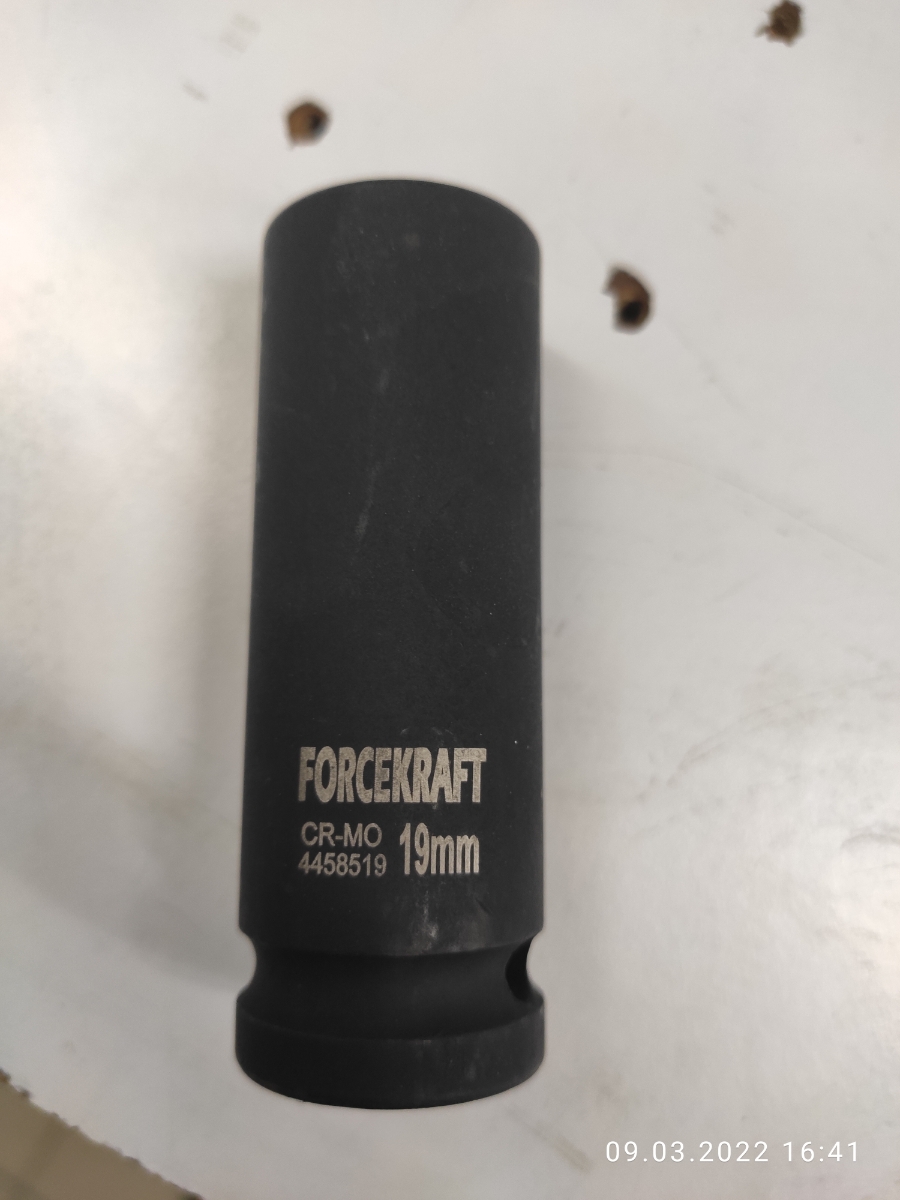 FORCEKRAFT
CR-MO 19mm
4458519
09.03.2022 16:41